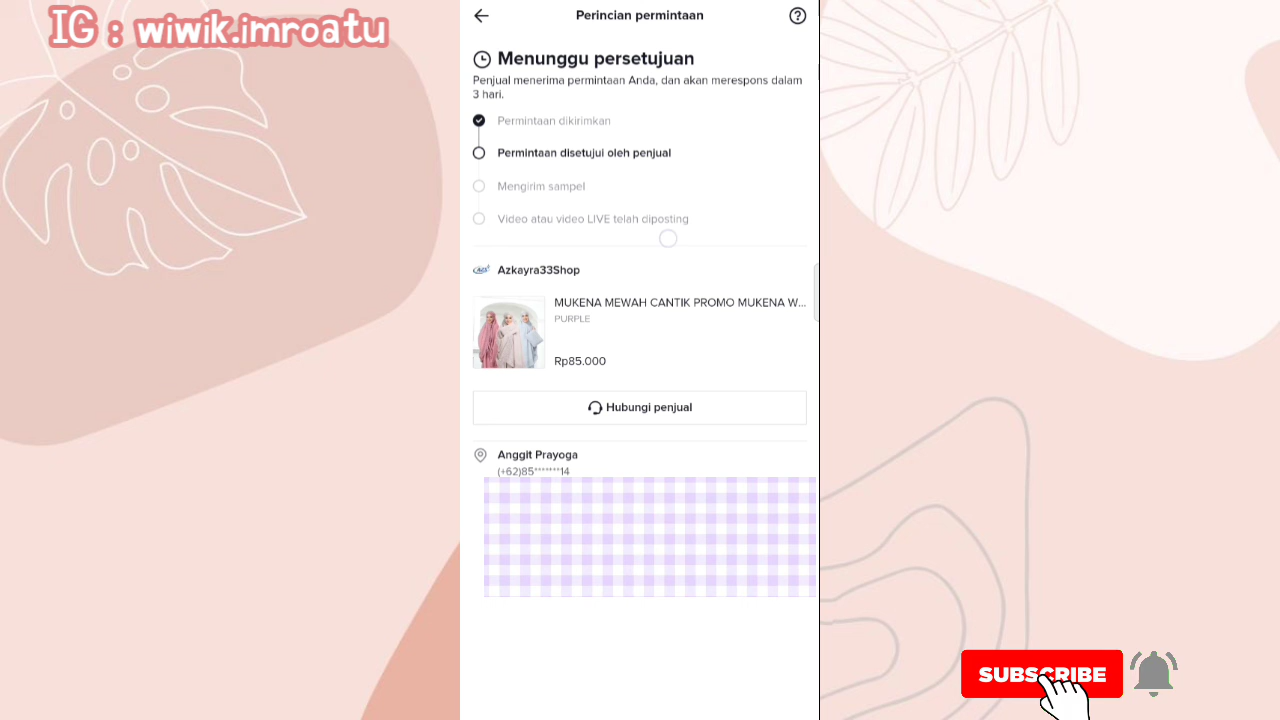 IG : wiwik.imroatu
Perincian permintaan
Menunggu persetujuan
Penjual menerima permintaan Anda, dan akan merespons dalam
3 hari.
Permintaan dikirimkan
Permintaan disetujui oleh penjual
Mengirim sampel
Video atau video LIVE telah diposting
Azkayra33Shop
MUKENA MEWAH CANTIK PROMO MUKENA W...
PURPLE
Rp85.000
Hubungi penjual
Anggit Prayoga
(+62)85*******14
SUBSCRIBE